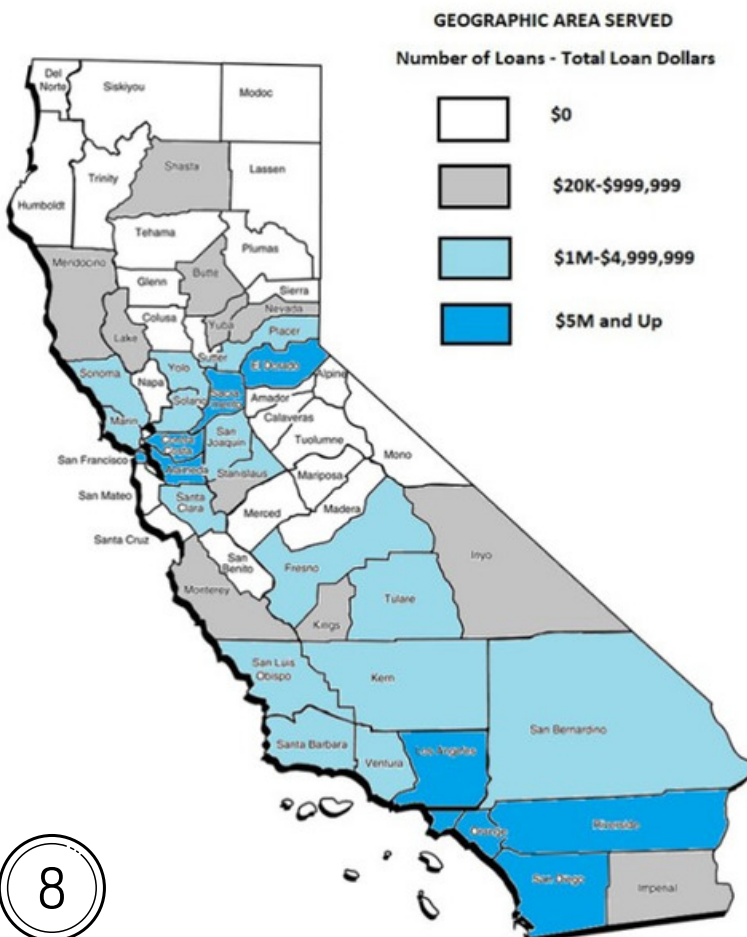 GEOGRAPHIC AREA SERVED
Number of Loans - Total Loan Dollars
$0
$20K-$999,999
$1M-$4,999,999
$5M and Up
Del
Norte
Siskiyou
Modoc
Humboldt
Trinity
Shasta
Lassen
Tehama
Plumas
Mendocino
Glenn
Butte
Sierra
Colusa
Nevada
Lake
Yuba
Placer
Sutter
Sonoma
Yolo
El Dorado
Alpine
Napa
Sacra
mento
Amador
Solano
Calaveras
Marin
San
Joaquin
Contra
Costa
Tuolumne
Mono
San Francisco
Alameda
Stanislaus
Mariposa
San Mateo
Santa
Clara
Merced
Madera
Santa Cruz
San
Benito
Fresno
Inyo
Monterey
Tulare
Kings
San Luis
Obispo
Kern
San Bernardino
Santa Barbara
Ventura
Los Angeles
Orange
Riverside
San Diego
Imperial
8